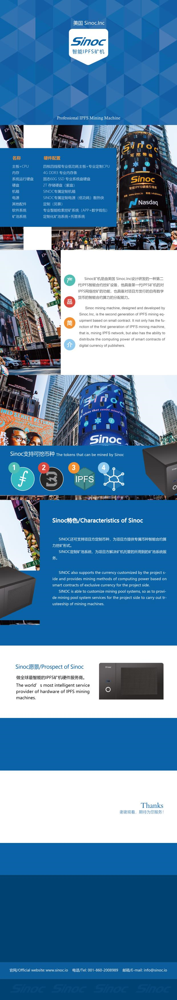 美国 Sinoc.Inc
Sinoc
智能IPFS矿机
Professional IPFS Mining Machine
Sinoc
可挖幣種
Sinoc
智能IPFS礦機引領者
官網：www.sinoc.io 郵箱：info@sinoc.io
Nasdaq
名称 硬件配置
主板+CPU 四核四线程专业低功耗主板+专业定制CPU
内存 4G DDR3 专业内存条
系统运行硬盘 固态60G SSD 专业系统盘硬盘
硬盘 2T 存储硬盘（紫盘）
机箱 SINOC专属定制机箱
电源 SINOC专属定制电源（低功耗）散热快
其他配件 定制（另算）
软件系统 专业智能检索挖矿系统（APP+数字钱包）
矿池系统 定制化矿池系统+托管系统
W 43
产品简介
Sinoc矿机是由美国 Sinoc.Inc设计研发的一种第二
代IPFS智能合约挖矿设备，他具备第一代IPFS矿机的对
IPFS网络挖矿的功能，也具备对项目方发行的自有数字
货币的智能合约算力的分配能力。
Sinoc mining machine, designed and developed by
Sinoc.Inc, is the second generation of IPFS mining eq-
uipment based on small contract. It not only has the fu-
nction of the first generation of IPFS mining machine,
that is, mining IPFS network, but also has the ability to
distribute the computing power of smart contracts of
digital currency of publishers.
Sinoc
tokens that canbe mined by
Sinoc
SERIES RETURNS
Sinoc支持可挖币种 The tokens that can be mined by Sinoc
1 2 3 4
IPFS
Sinoc特色/Characteristics of Sinoc
SINOC还可支持项目方定制币种，为项目方提供专属币种智能合约算
力挖矿形式。
SINOC定制矿池系统，为项目方解决矿机托管的所用到的矿池系统服
务。
SINOC also supports the currency customized by the project s-
ide and provides mining methods of computing power based on
smart contracts of exclusive currency for the project side.
SINOC is able to customize mining pool systems, so as to provi-
de mining pool system services for the project side to carry out tr-
usteeship of mining machines.
W 43
Sinoc愿景/Prospect of Sinoc
做全球最智能的IPFS矿机硬件服务商。
The world' s most intelligent service
provider of hardware of IPFS mining
machines.
Sinoc
Thanks
谢谢观看，期待为您服务！
官网/Official website: www.sinoc.io 电话/Tel: 001-860-2008989 邮箱/E-mail: info@sinoc.io
Sinoc Sinoc Sinoc Sinoc